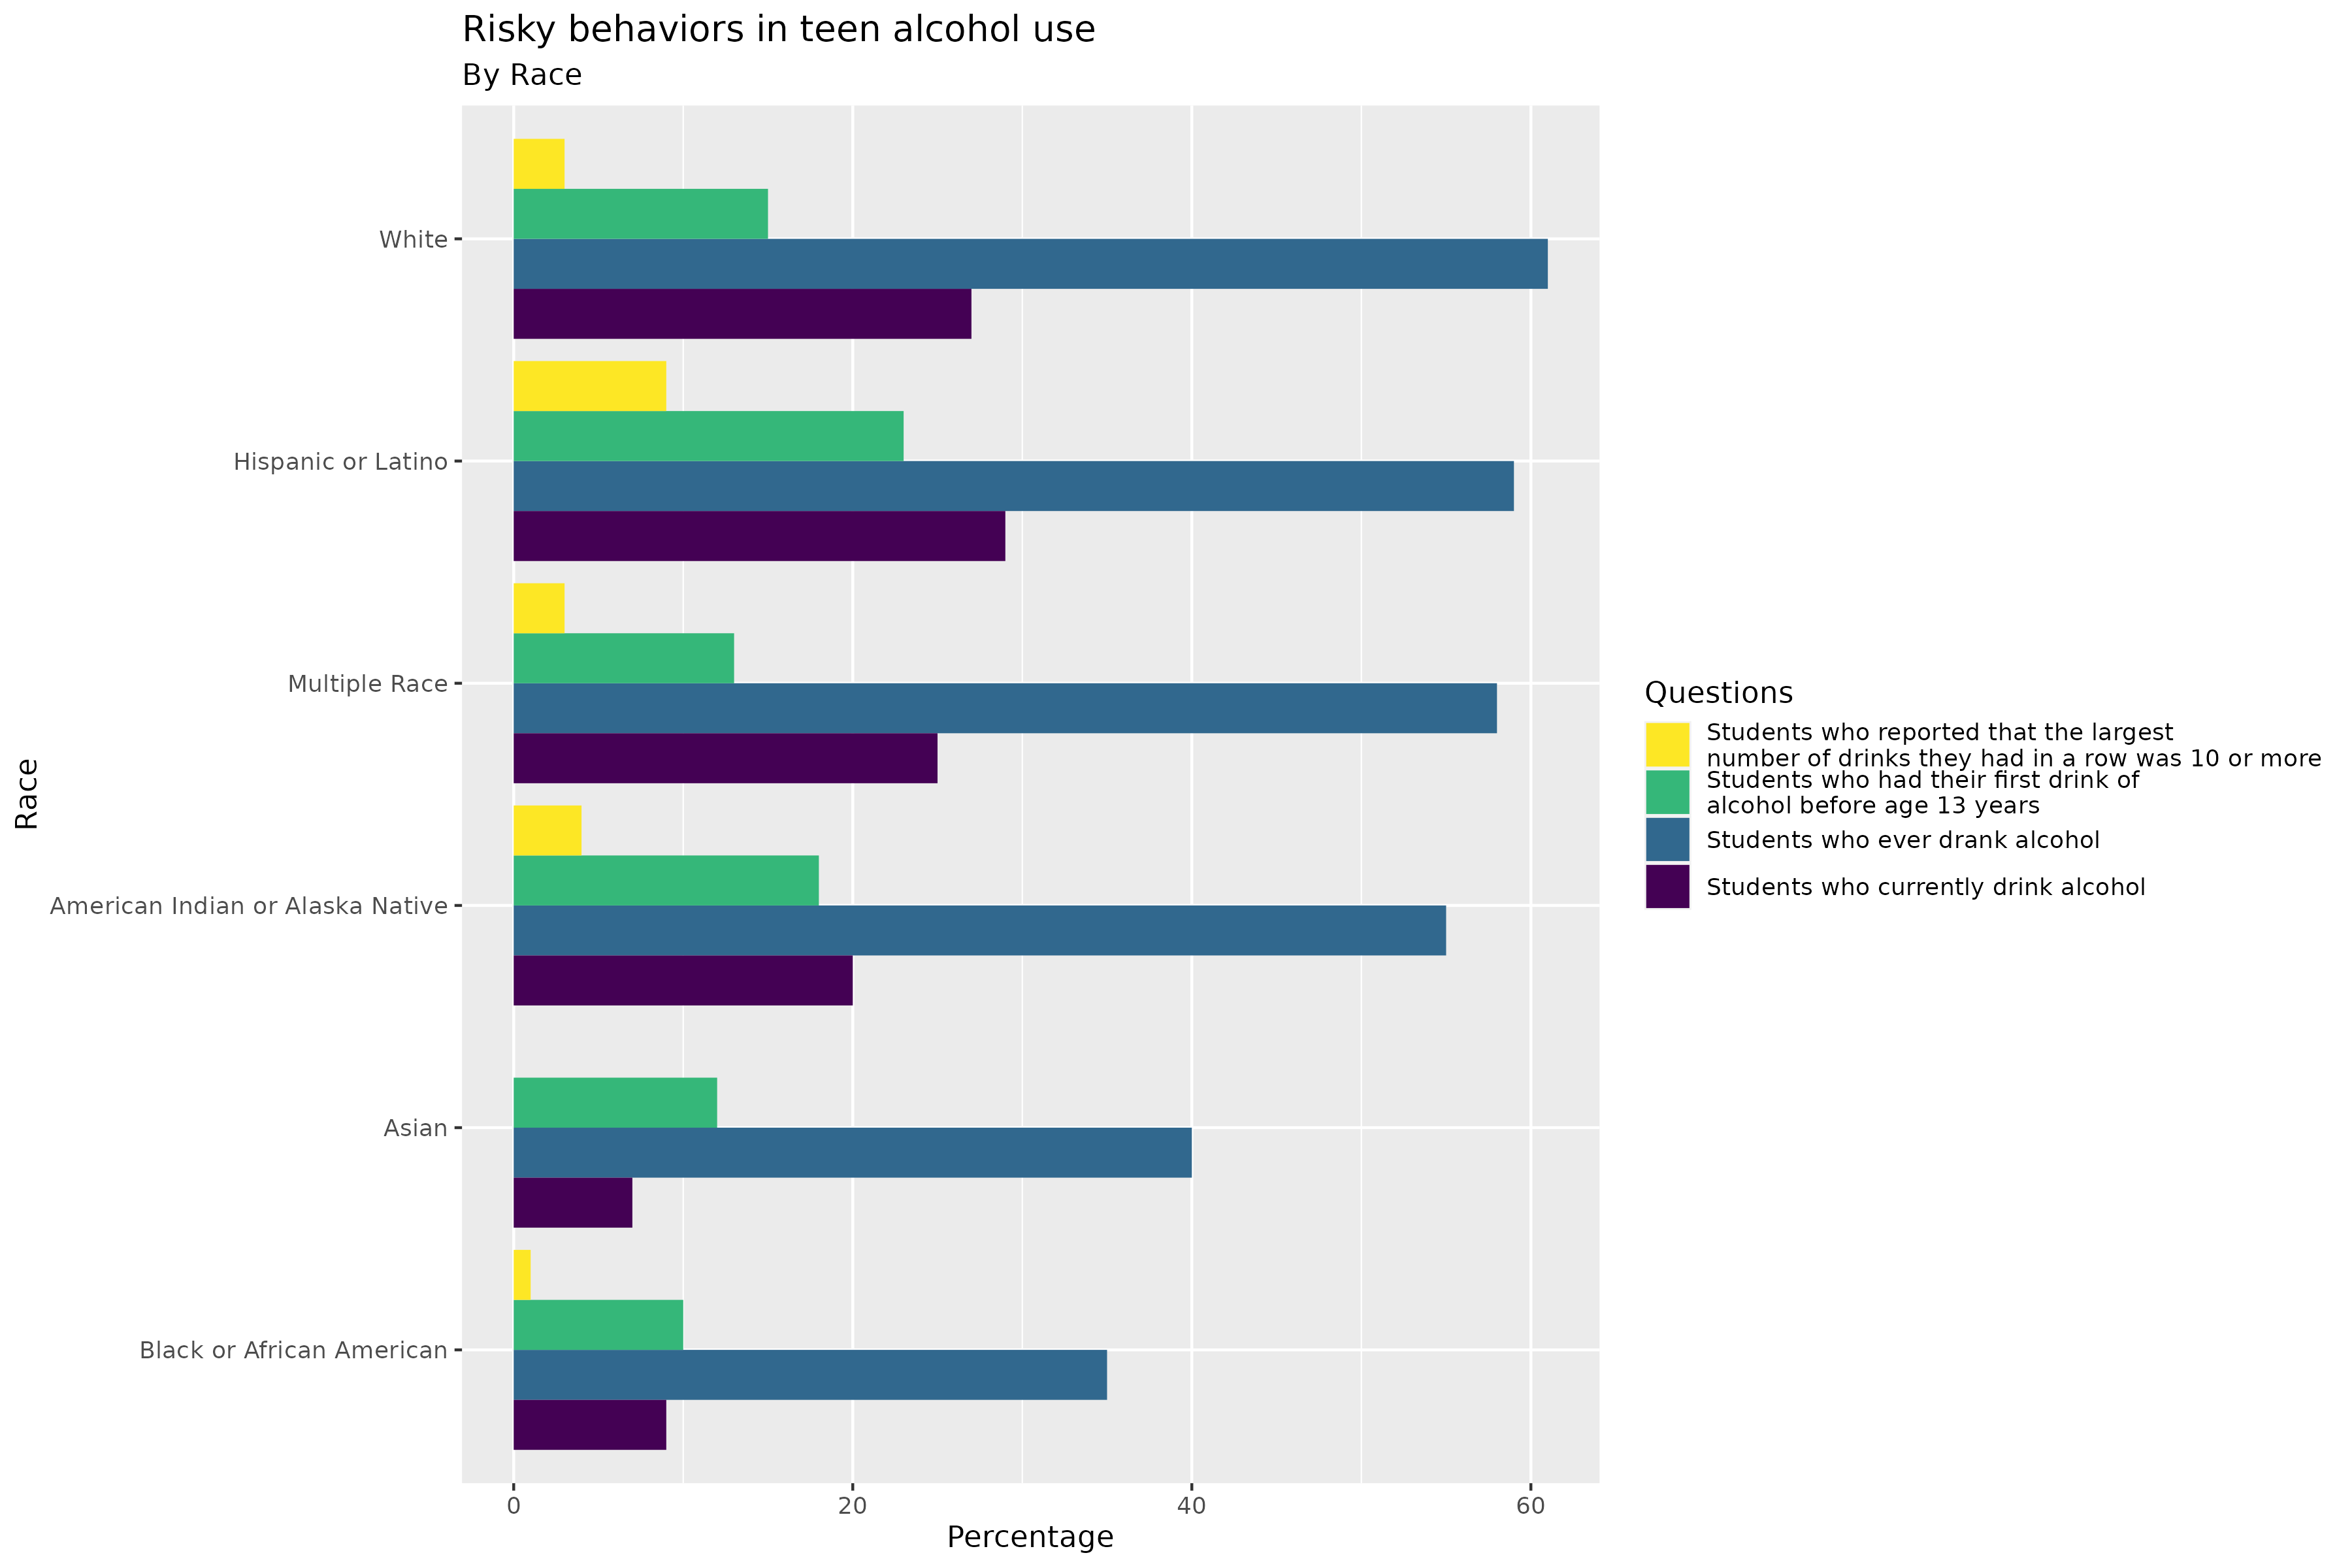 Risky behaviors in teen alcohol use
By Race
Race
White
Hispanic or Latino
Multiple Race
American Indian or Alaska Native
Asian
Black or African American
0
20
40
60
Percentage
Questions
Students who reported that the largest
number of drinks they had in a row was 10 or more
Students who had their first drink of
alcohol before age 13 years
Students who ever drank alcohol
Students who currently drink alcohol